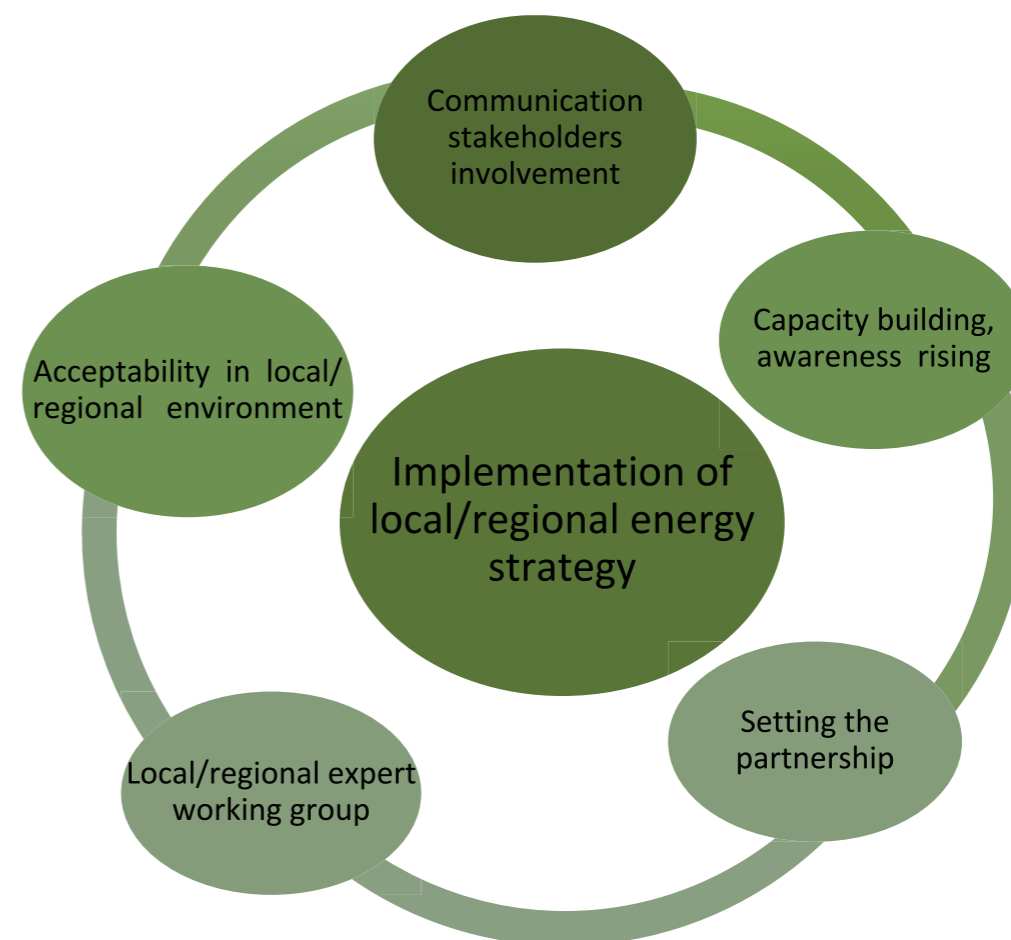 Communication
stakeholders
involvement
Capacity building,
awareness rising
Acceptability in local/
regional environment
Implementation of
local/regional energy
strategy
Setting the
partnership
Local/regional expert
working group